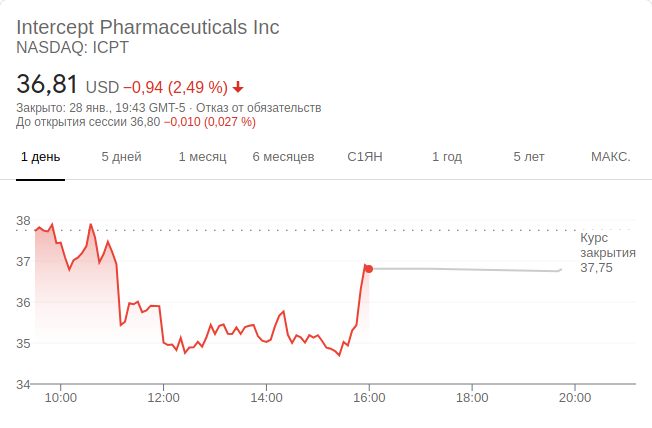 Intercept Pharmaceuticals Inc
NASDAQ: ICPT
36,81 USD −0,94 (2,49 %)
Закрыто: 28 янв., 19:43 GMT-5 · Отказ от обязательств
До открытия сессии 36,80 −0,010 (0,027 %)
1 день 5 дней 1 месяц 6 месяцев С1ЯН 1 год 5 лет МАКС.
38
Курс
закрытия
37,75
37
36
35
34
10:00 12:00 14:00 16:00 18:00 20:00